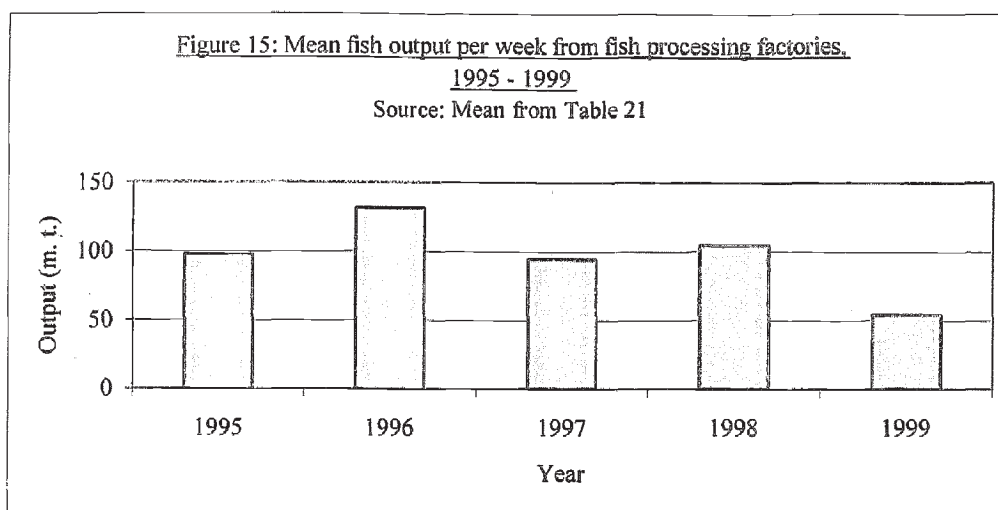 Figure 15: Mean fish output per week from fish processing factories,
1995 - 1999
Source: Mean from Table 21
150
100
50
0
Output (m. t.)
1995 1996 1997 1998 1999
Year